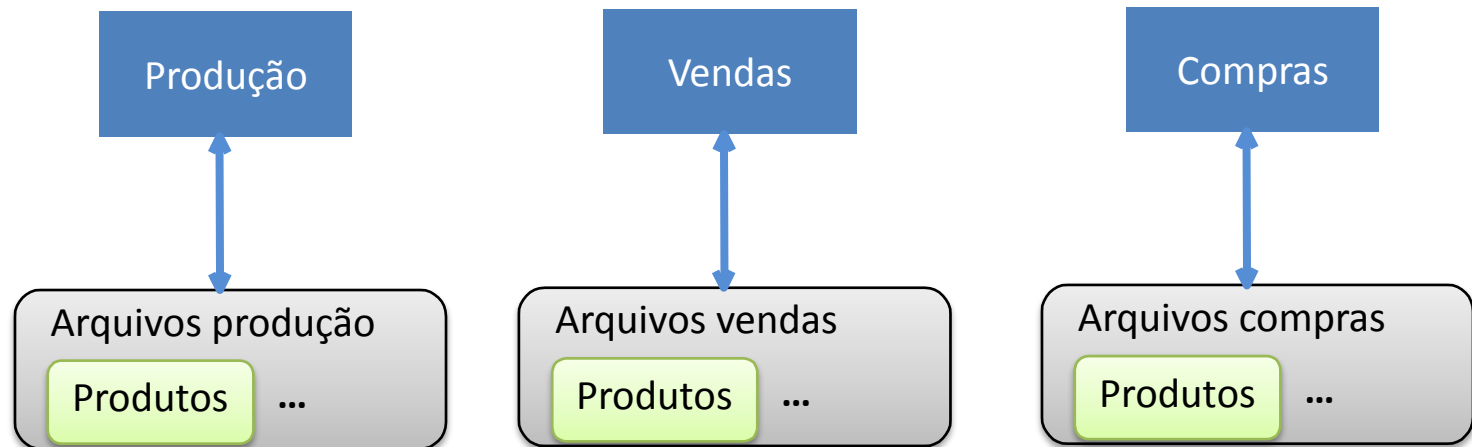 Produção
Vendas
Compras
Arquivos produção
Produtos ...
Arquivos vendas
Produtos ...
Arquivos compras
Produtos ...